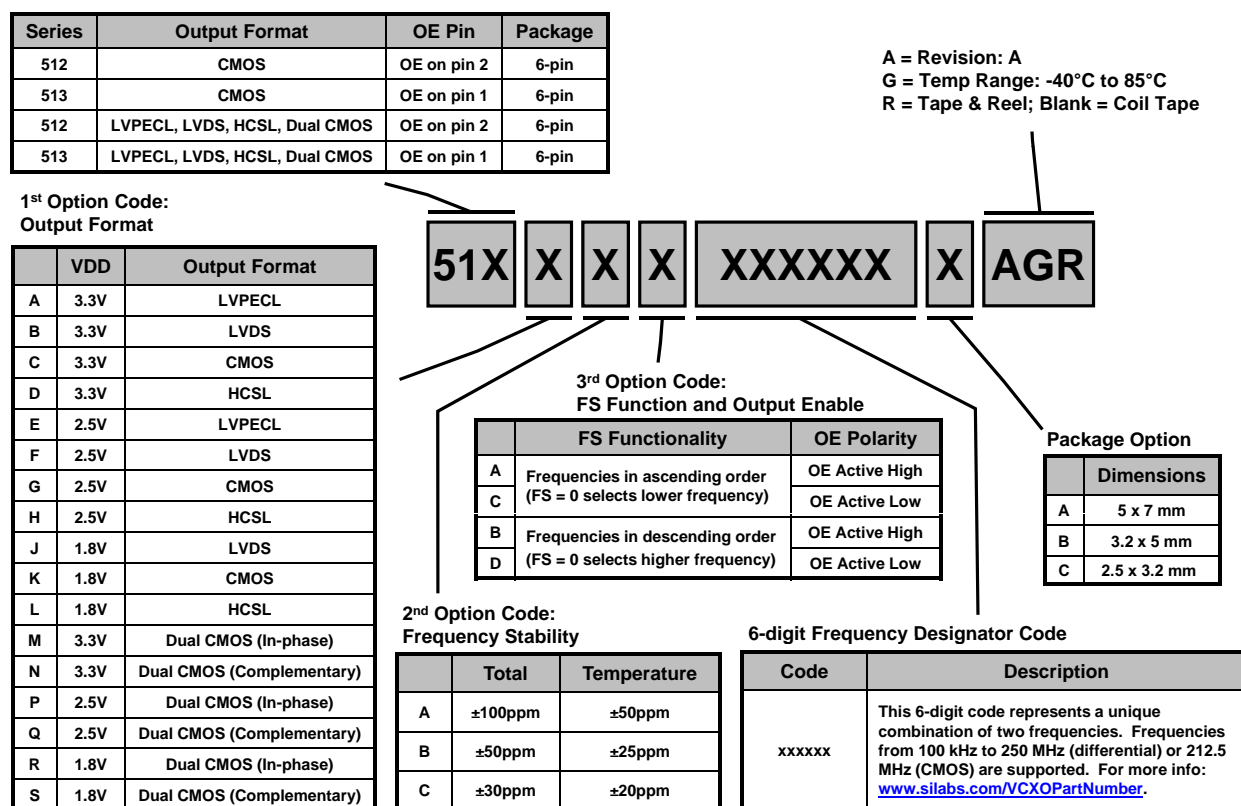 Series Output Format OE Pin Package
512 CMOS OE on pin 2 6-pin
513 CMOS OE on pin 1 6-pin
512 LVPECL, LVDS, HCSL, Dual CMOS OE on pin 2 6-pin
513 LVPECL, LVDS, HCSL, Dual CMOS OE on pin 1 6-pin
A = Revision: A
G = Temp Range: -40°C to 85°C
R = Tape & Reel; Blank = Coil Tape
51X X X X XXXXXX X AGR
1st Option Code:
Output Format
VDD Output Format
A 3.3V LVPECL
B 3.3V LVDS
C 3.3V CMOS
D 3.3V HCSL
E 2.5V LVPECL
F 2.5V LVDS
G 2.5V CMOS
H 2.5V HCSL
J 1.8V LVDS
K 1.8V CMOS
L 1.8V HCSL
M 3.3V Dual CMOS (In-phase)
N 3.3V Dual CMOS (Complementary)
P 2.5V Dual CMOS (In-phase)
Q 2.5V Dual CMOS (Complementary)
R 1.8V Dual CMOS (In-phase)
S 1.8V Dual CMOS (Complementary)
3rd Option Code:
FS Function and Output Enable
FS Functionality OE Polarity
A Frequencies in ascending order OE Active High
C (FS = 0 selects lower frequency) OE Active Low
B Frequencies in descending order OE Active High
D (FS = 0 selects higher frequency) OE Active Low
Package Option
Dimensions
A 5 x 7 mm
B 3.2 x 5 mm
C 2.5 x 3.2 mm
2nd Option Code:
Frequency Stability
Total Temperature
A ±100ppm ±50ppm
B ±50ppm ±25ppm
C ±30ppm ±20ppm
6-digit Frequency Designator Code
Code Description
xxxxxx
This 6-digit code represents a unique
combination of two frequencies. Frequencies
from 100 kHz to 250 MHz (differential) or 212.5
MHz (CMOS) are supported. For more info:
www.silabs.com/VCXOPartNumber.